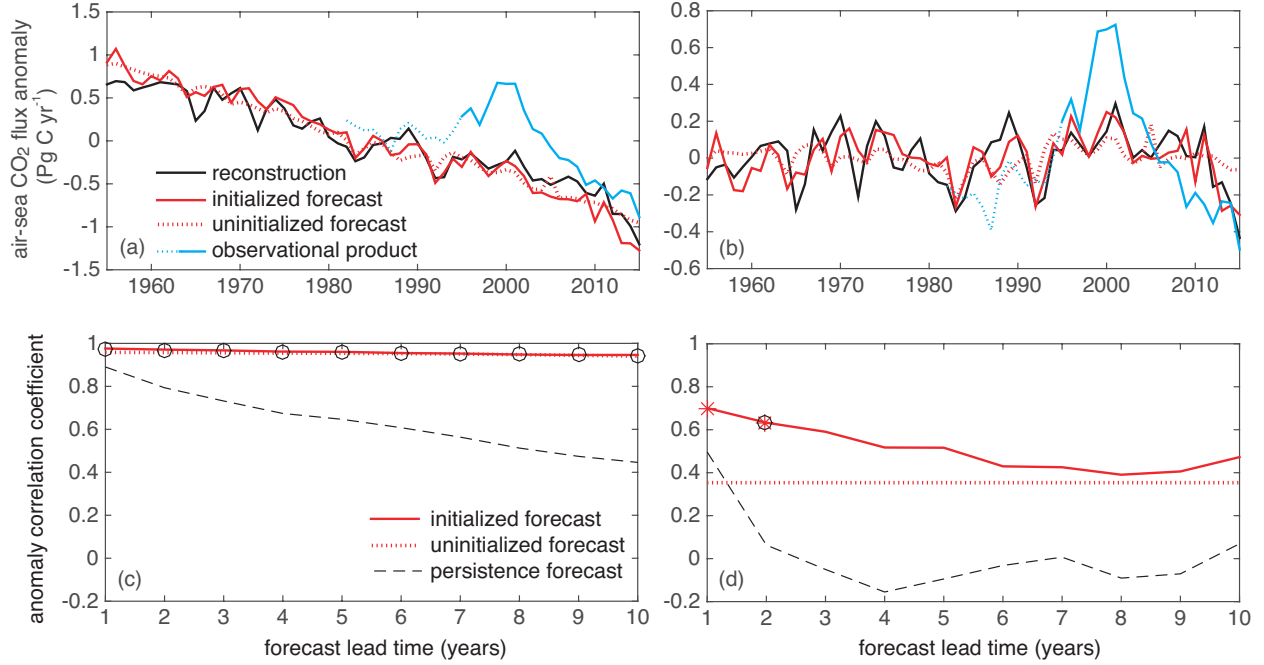 air-sea CO2 flux anomaly
(Pg C yr-1)
1.5
1
0.5
0
-0.5
-1
-1.5
1960 1970 1980 1990 2000 2010
reconstruction
initialized forecast
uninitialized forecast
observational product
(a)
0.8
0.6
0.4
0.2
0
-0.2
-0.4
-0.6
1960 1970 1980 1990 2000 2010
(b)
anomaly correlation coefficient
1
0.8
0.6
0.4
0.2
0
-0.2
1 2 3 4 5 6 7 8 9 10
initialized forecast
uninitialized forecast
persistence forecast
(c)
forecast lead time (years)
1
0.8
0.6
0.4
0.2
0
-0.2
1 2 3 4 5 6 7 8 9 10
(d)
forecast lead time (years)